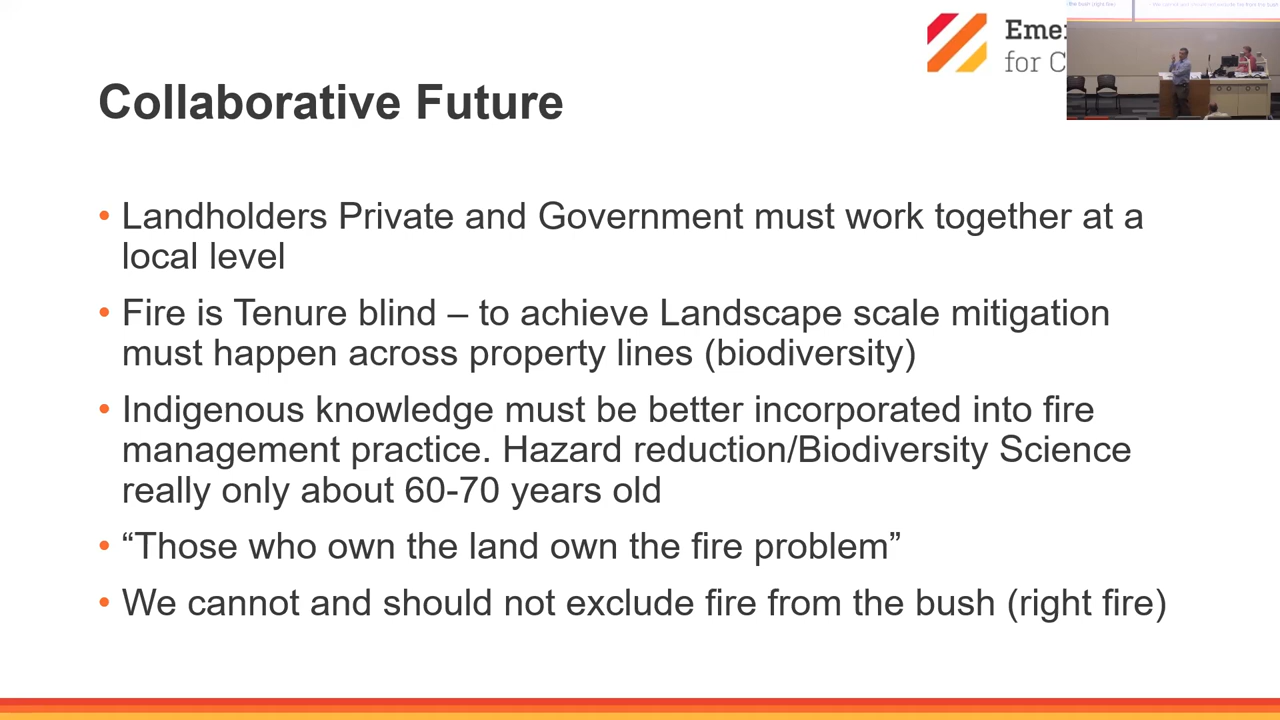 Emer
for C
Collaborative Future
• Landholders Private and Government must work together at a
local level
• Fire is Tenure blind – to achieve Landscape scale mitigation
must happen across property lines (biodiversity)
• Indigenous knowledge must be better incorporated into fire
management practice. Hazard reduction/Biodiversity Science
really only about 60-70 years old
• “Those who own the land own the fire problem”
• We cannot and should not exclude fire from the bush (right fire)